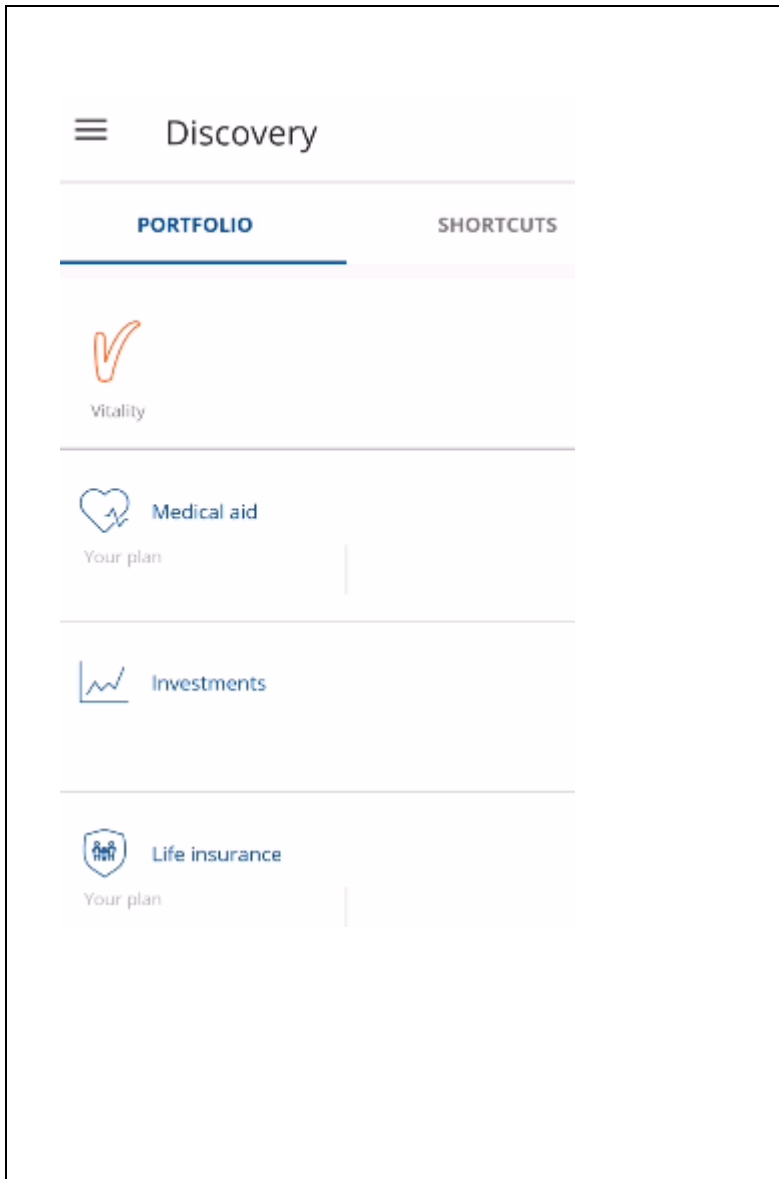 Discovery
PORTFOLIO SHORTCUTS
Vitality
Medical aid
Your plan
Investments
Life insurance
Your plan